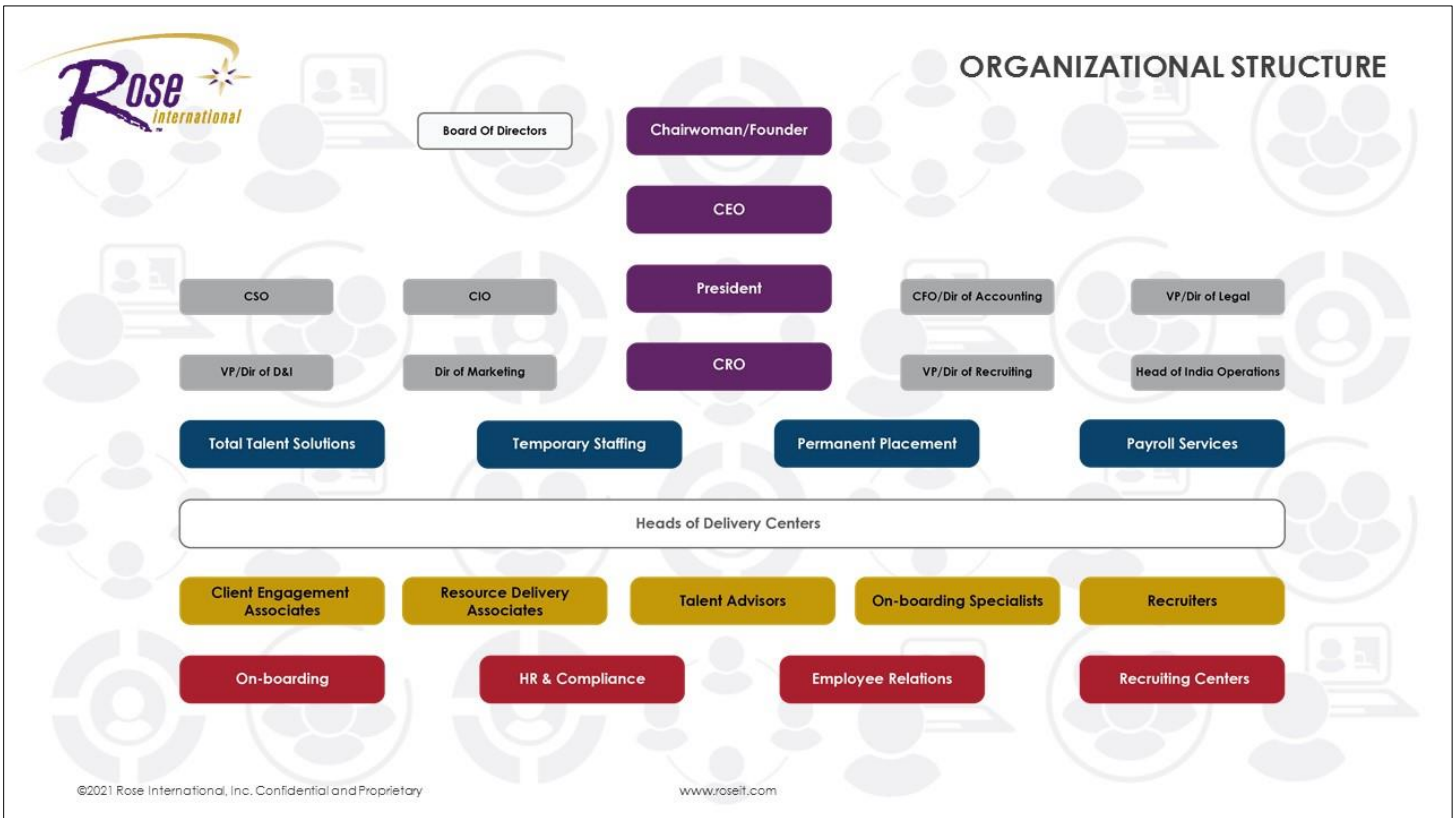 Rose
international
ORGANIZATIONAL STRUCTURE
Board Of Directors
Chairwoman/Founder
CEO
CSO
CIO
President
CFO/Dir of Accounting
VP/Dir of Legal
VP/Dir of D&I
Dir of Marketing
CRO
VP/Dir of Recruiting
Head of India Operations
Total Talent Solutions
Temporary Staffing
Permanent Placement
Payroll Services
Heads of Delivery Centers
Client Engagement
Associates
Resource Delivery
Associates
Talent Advisors
On-boarding Specialists
Recruiters
On-boarding
HR & Compliance
Employee Relations
Recruiting Centers
©2021 Rose International, Inc. Confidential and Proprietary
www.roseit.com